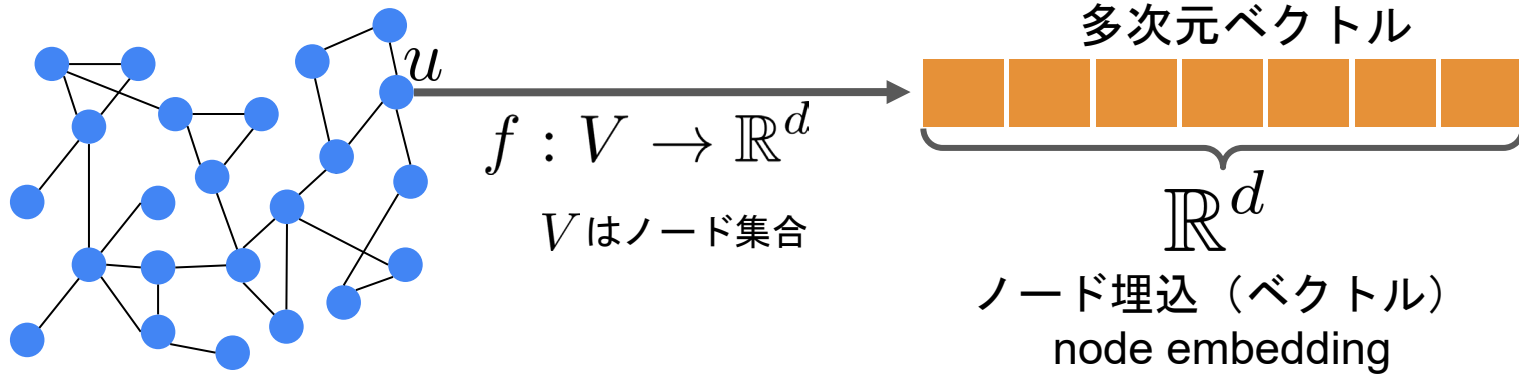 多次元ベクトル
u
f : V → ℝ^d
Vはノード集合
ℝ^d
ノード埋込（ベクトル）
node embedding